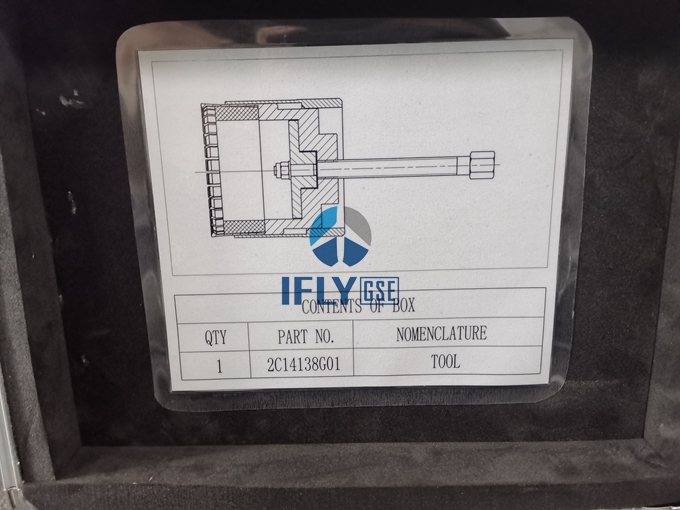 IFLY GSE
CONTENTS OF BOX
QTY PART NO. NOMENCLATURE
1 2C14138G01 TOOL